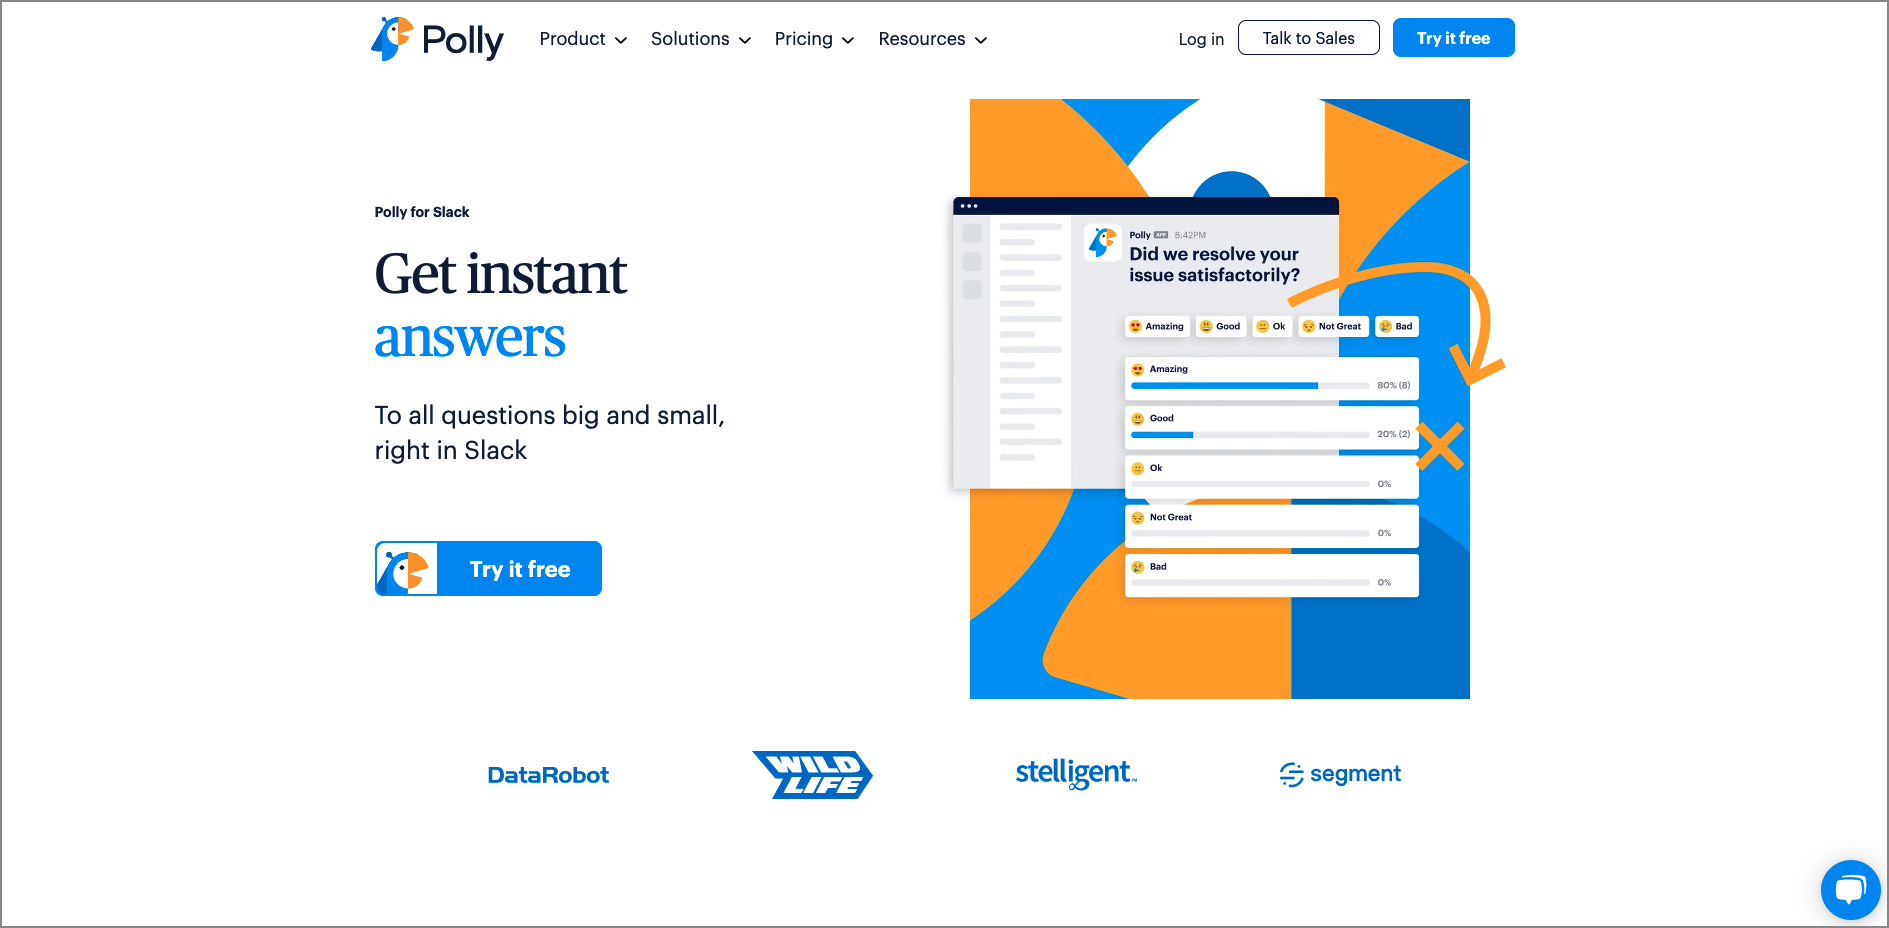 Polly
Product
Solutions
Pricing
Resources
Log in
Talk to Sales
Try it free
Polly for Slack
Get instant
answers
To all questions big and small,
right in Slack
Try it free
Polly APP 8:42PM
Did we resolve your
issue satisfactorily?
Amazing
Good
Ok
Not Great
Bad
Amazing
80% (8)
Good
20% (2)
Ok
0%
Not Great
0%
Bad
0%
DataRobot
WILD
LIFE
stelligent™
segment